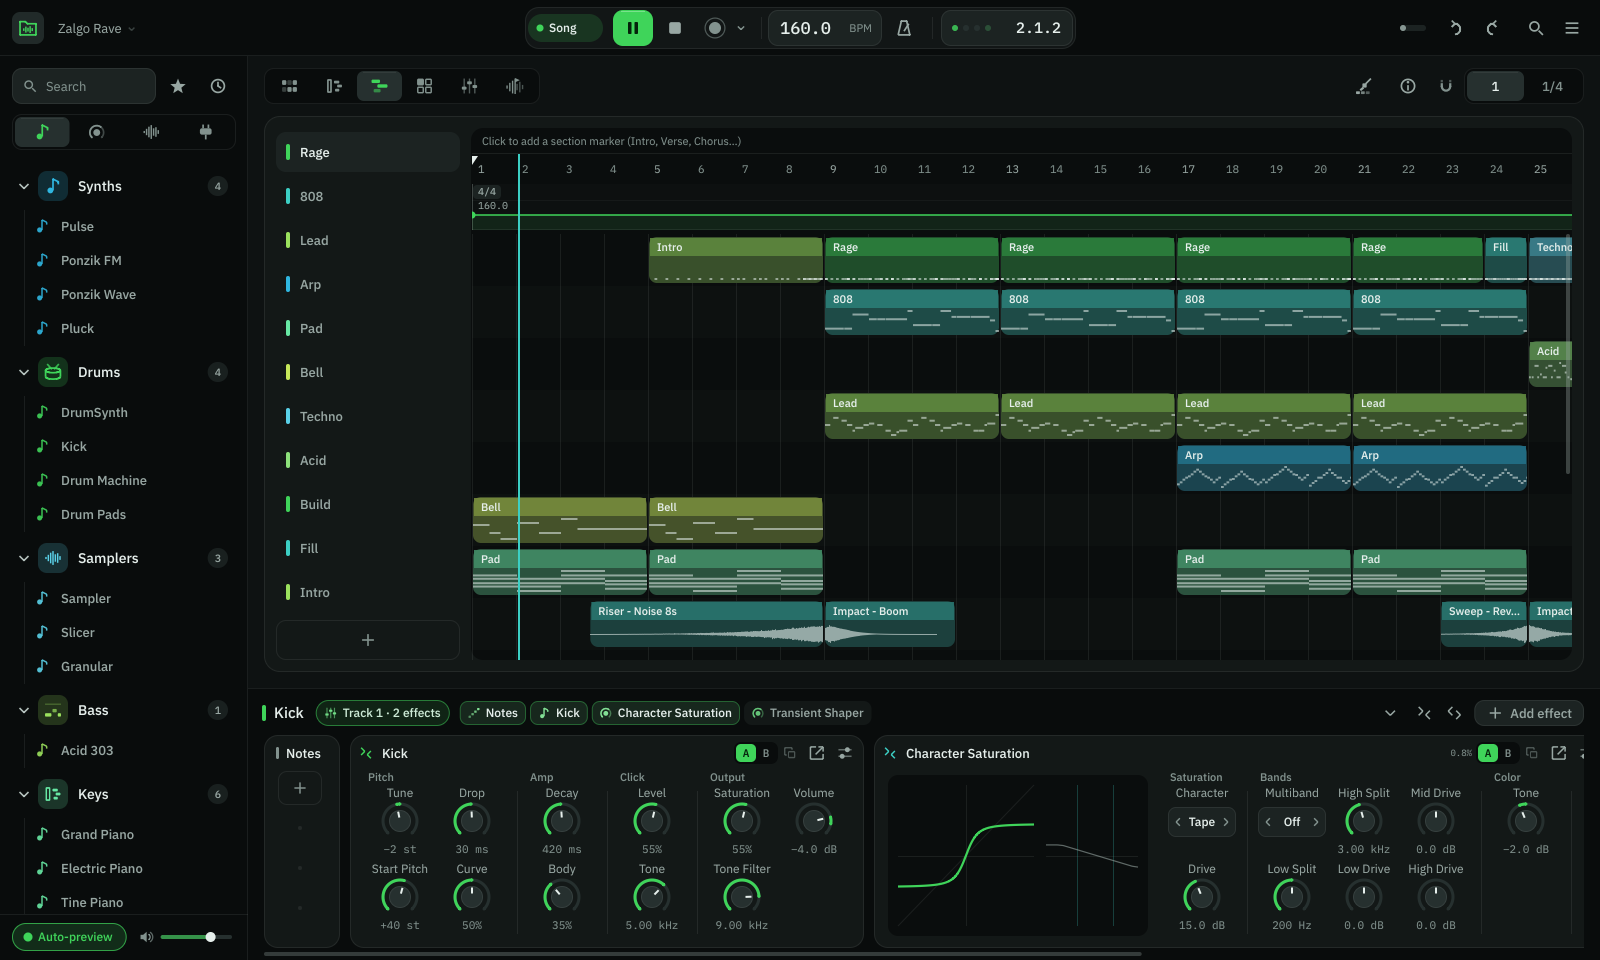 Zalgo Rave
Song
160.0 BPM
2.1.2
Search
1
1/4
Synths 4
Pulse
Ponzik FM
Ponzik Wave
Pluck
Drums 4
DrumSynth
Kick
Drum Machine
Drum Pads
Samplers 3
Sampler
Slicer
Granular
Bass 1
Acid 303
Keys 6
Grand Piano
Electric Piano
Tine Piano
Auto-preview
Rage
808
Lead
Arp
Pad
Bell
Techno
Acid
Build
Fill
Intro
Click to add a section marker (Intro, Verse, Chorus...)
1 2 3 4 5 6 7 8 9 10 11 12 13 14 15 16 17 18 19 20 21 22 23 24 25
4/4
160.0
Intro Rage Rage Rage Rage Fill Techno
808 808 808 808
Acid
Lead Lead Lead Lead
Arp Arp
Bell Bell
Pad Pad Pad Pad
Riser - Noise 8s Impact - Boom Sweep - Rev... Impact
Kick Track 1 · 2 effects Notes Kick Character Saturation Transient Shaper Add effect
Notes
Kick A B
Pitch Amp Click Output
Tune Drop Decay Level Saturation Volume
−2 st 30 ms 420 ms 55% 55% −4.0 dB
Start Pitch Curve Body Tone Tone Filter
+40 st 50% 35% 5.00 kHz 9.00 kHz
Character Saturation 0.8% A B
Saturation Bands Color
Character Multiband High Split Mid Drive Tone
Tape Off
3.00 kHz 0.0 dB −2.0 dB
Drive Low Split Low Drive High Drive
15.0 dB 200 Hz 0.0 dB 0.0 dB